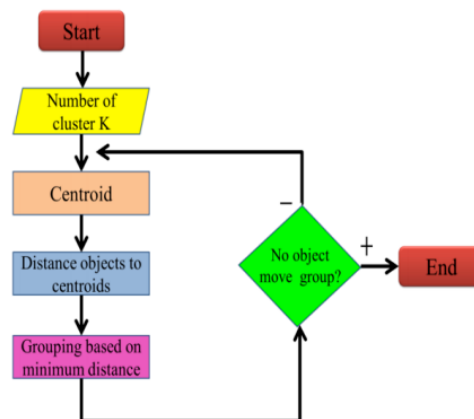 Start
Number of
cluster K
Centroid
Distance objects to
centroids
Grouping based on
minimum distance
−
No object
move group?
+
End